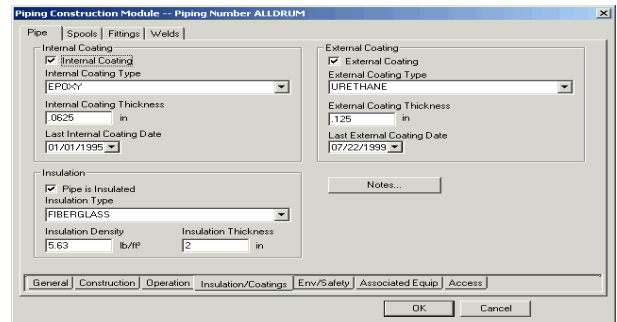 Piping Construction Module -- Piping Number ALLDRUM
Pipe Spools Fittings Welds
Internal Coating
Internal Coating
Internal Coating Type
EPOXY
Internal Coating Thickness
.0625 in
Last Internal Coating Date
01/01/1995
External Coating
External Coating
External Coating Type
URETHANE
External Coating Thickness
.125 in
Last External Coating Date
07/22/1999
Insulation
Pipe is Insulated
Insulation Type
FIBERGLASS
Insulation Density Insulation Thickness
5.63 lb/ft³ 2 in
Notes...
General Construction Operation Insulation/Coatings Env/Safety Associated Equip Access
OK Cancel